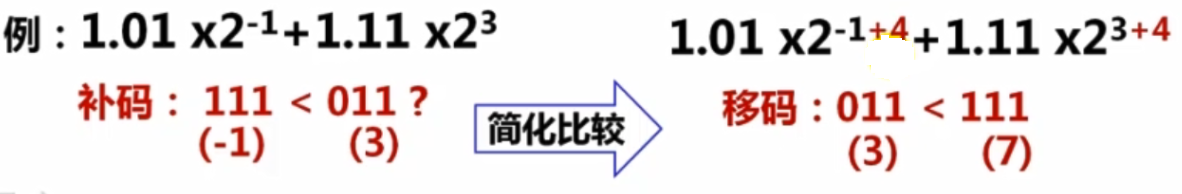 例：1.01 x2⁻¹+1.11 x2³
补码： 111 < 011 ?
(-1) (3)
简化比较
1.01 x2⁻¹⁺⁴+1.11 x2³⁺⁴
移码：011 < 111
(3) (7)